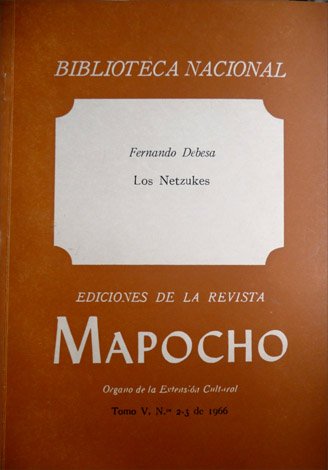 BIBLIOTECA NACIONAL
Fernando Debesa
Los Netzukes
EDICIONES DE LA REVISTA
MAPOCHO
Organo de la Extensión Cultural
Tomo V. N.os 2-3 de 1966